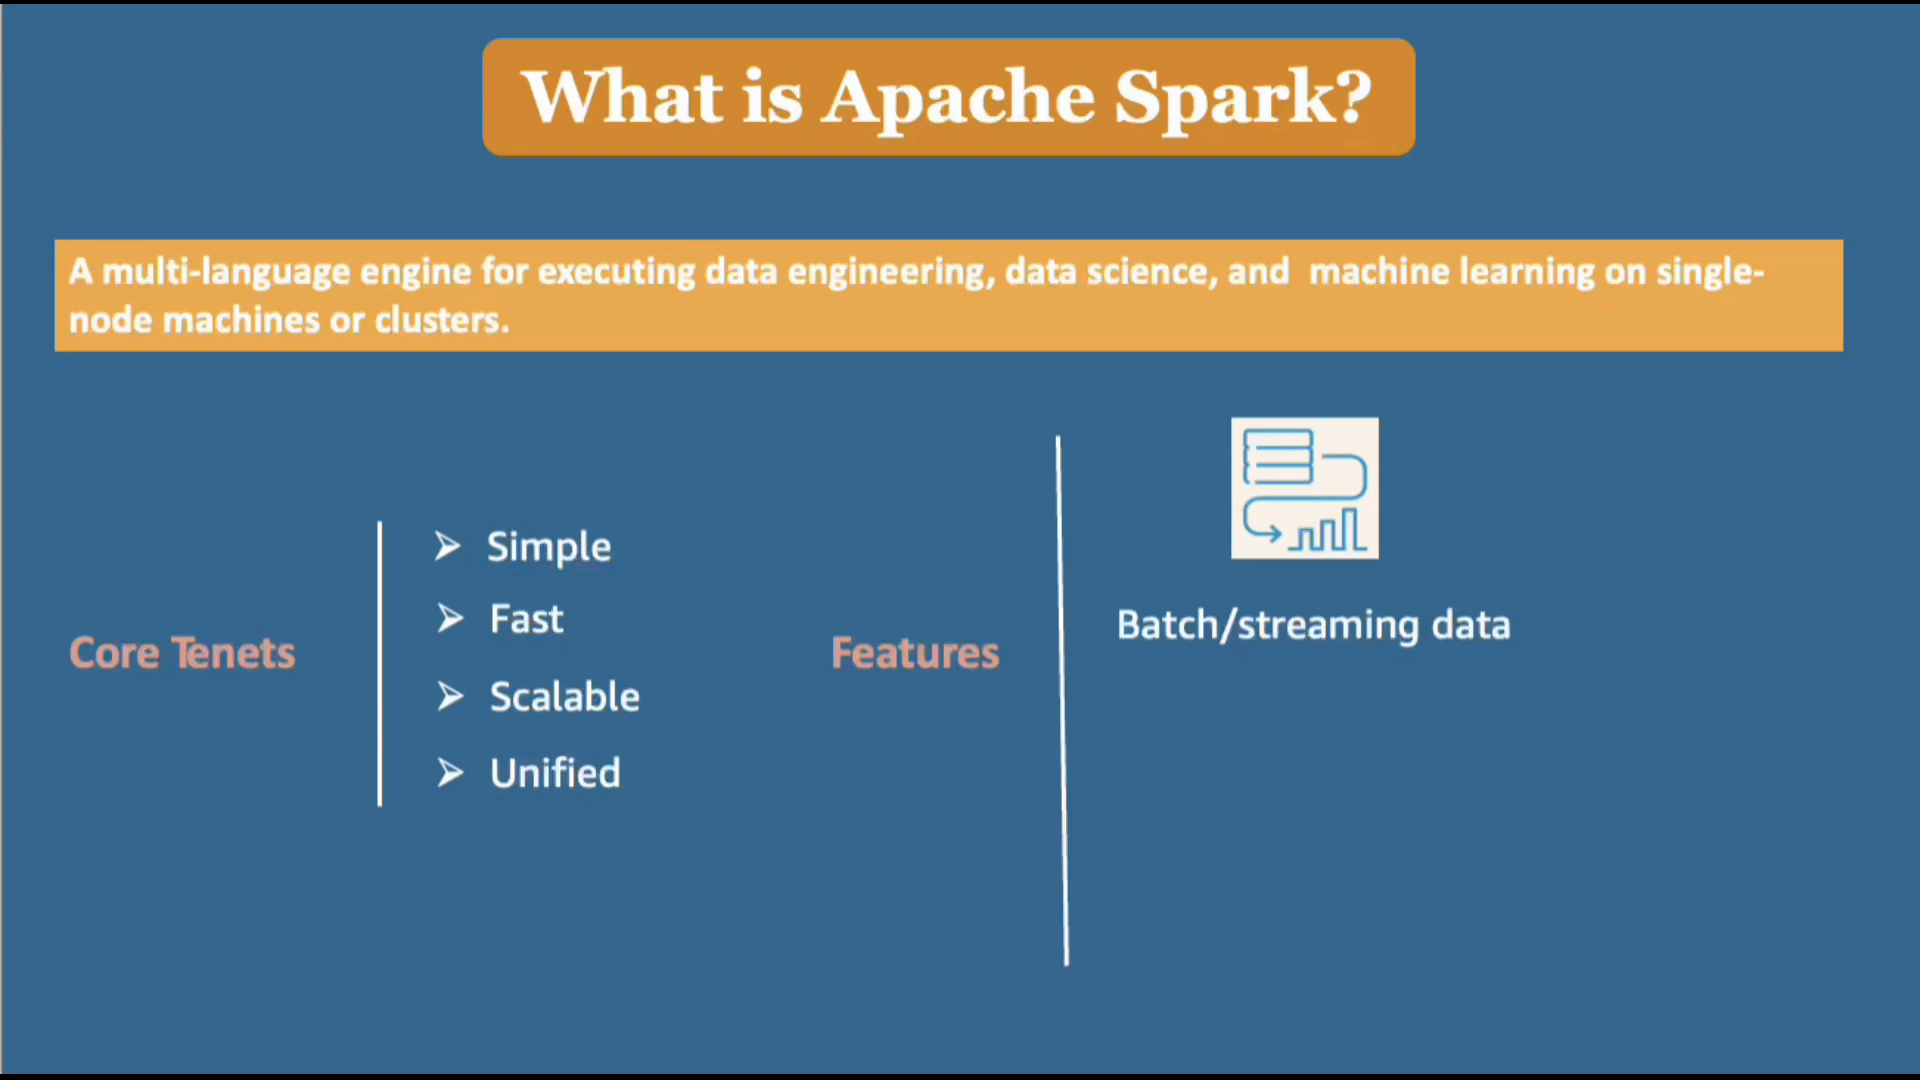 What is Apache Spark?
A multi-language engine for executing data engineering, data science, and machine learning on single-
node machines or clusters.
Core Tenets
➢ Simple
➢ Fast
➢ Scalable
➢ Unified
Features
Batch/streaming data